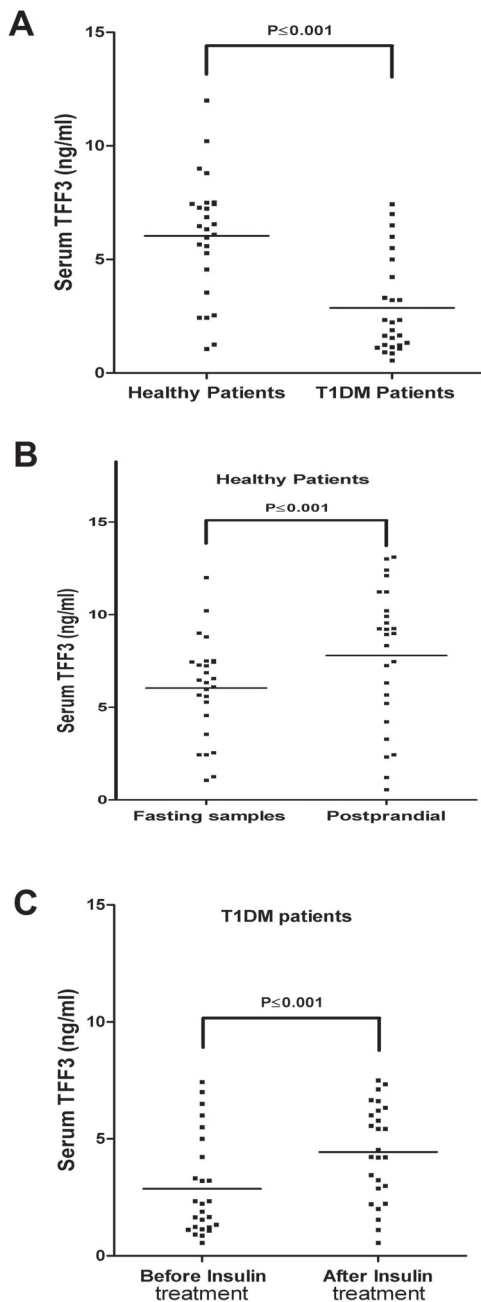 A
P≤0.001
15
10
5
0
Serum TFF3 (ng/ml)
Healthy Patients
T1DM Patients
B
Healthy Patients
P≤0.001
15
10
5
0
Serum TFF3 (ng/ml)
Fasting samples
Postprandial
C
T1DM patients
P≤0.001
15
10
5
0
Serum TFF3 (ng/ml)
Before Insulin
treatment
After Insulin
treatment